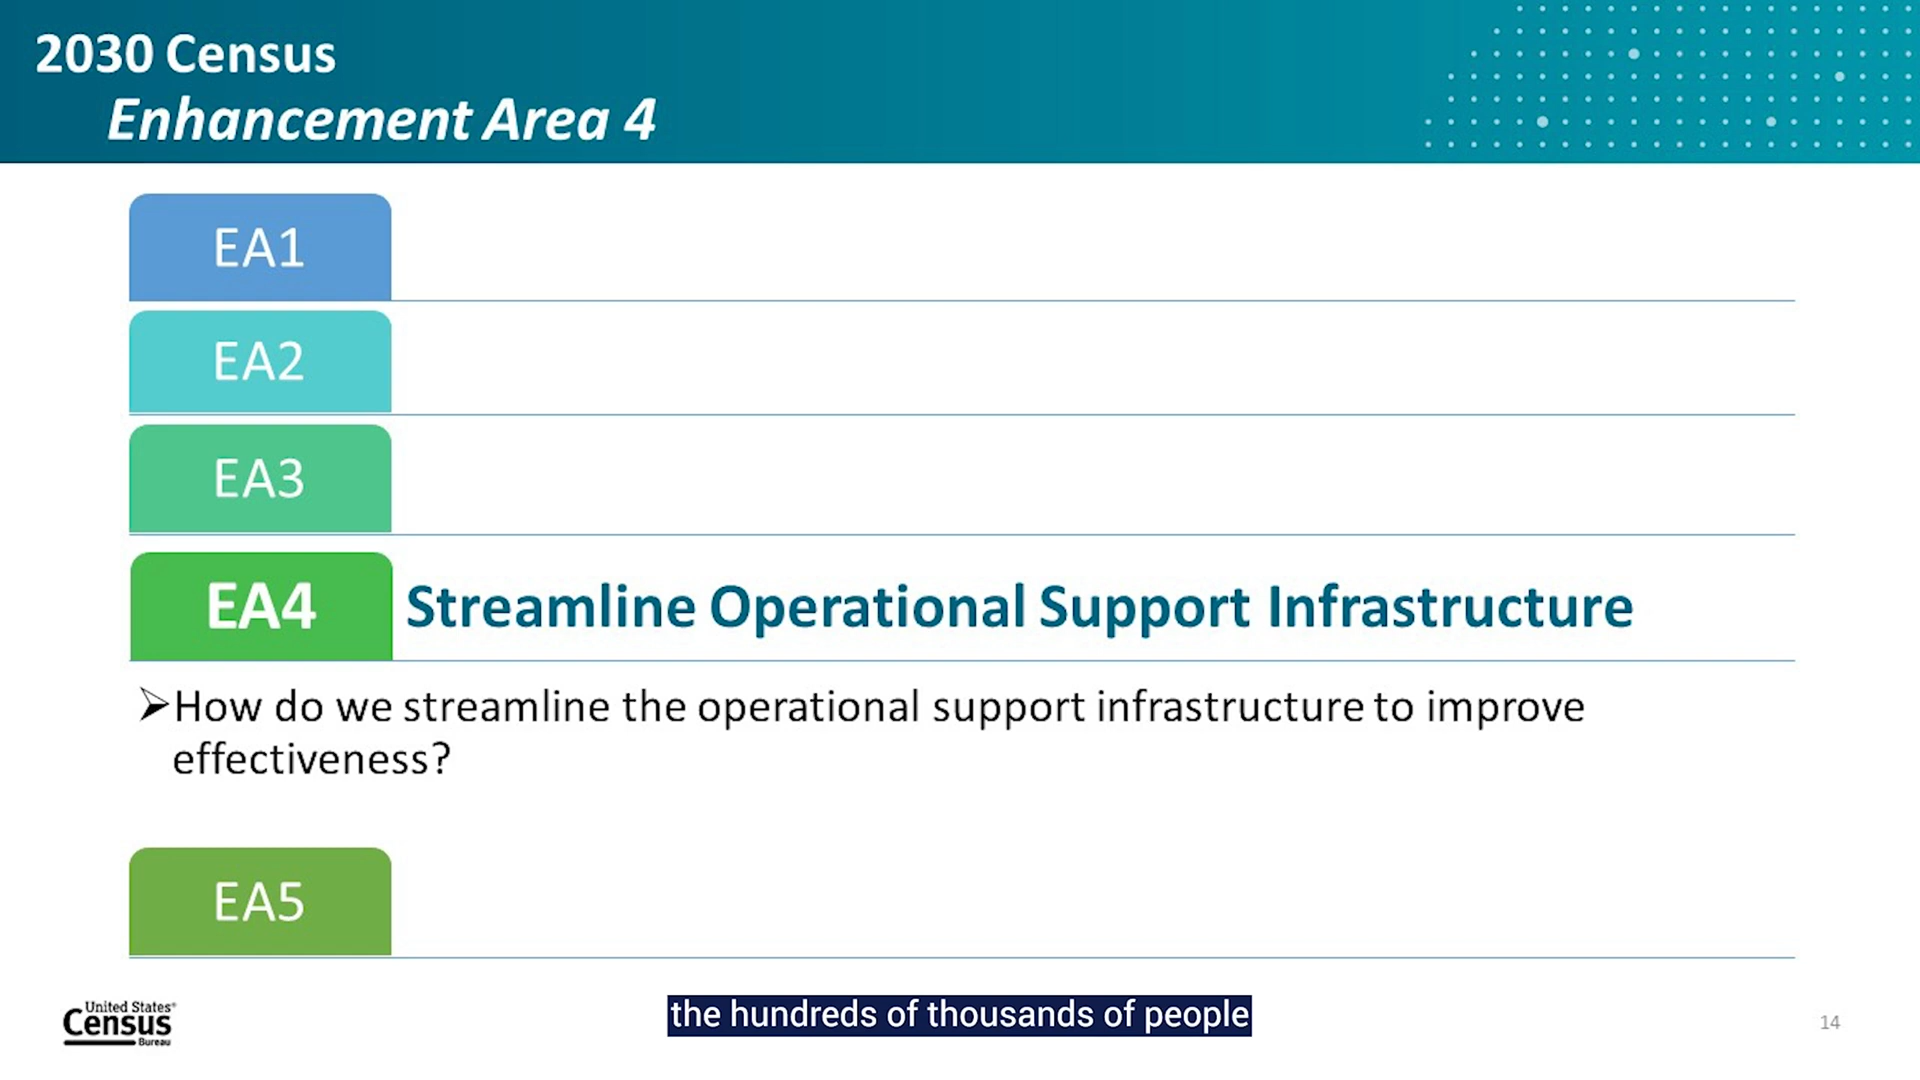 2030 Census
Enhancement Area 4
EA1
EA2
EA3
EA4
Streamline Operational Support Infrastructure
How do we streamline the operational support infrastructure to improve
effectiveness?
EA5
United States®
Census
Bureau
the hundreds of thousands of people
14